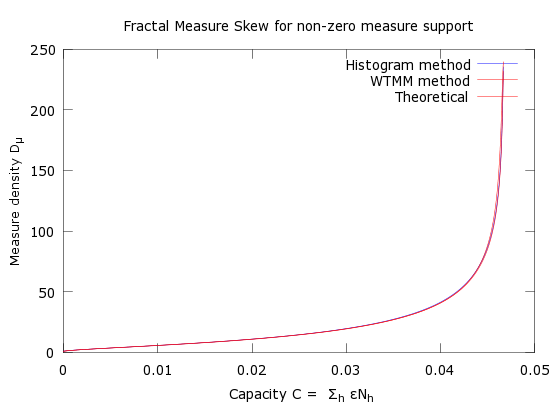 Fractal Measure Skew for non-zero measure support
250
200
150
100
50
0
Measure density Dμ
Histogram method
WTMM method
Theoretical
0 0.01 0.02 0.03 0.04 0.05
Capacity C = Σh εNh